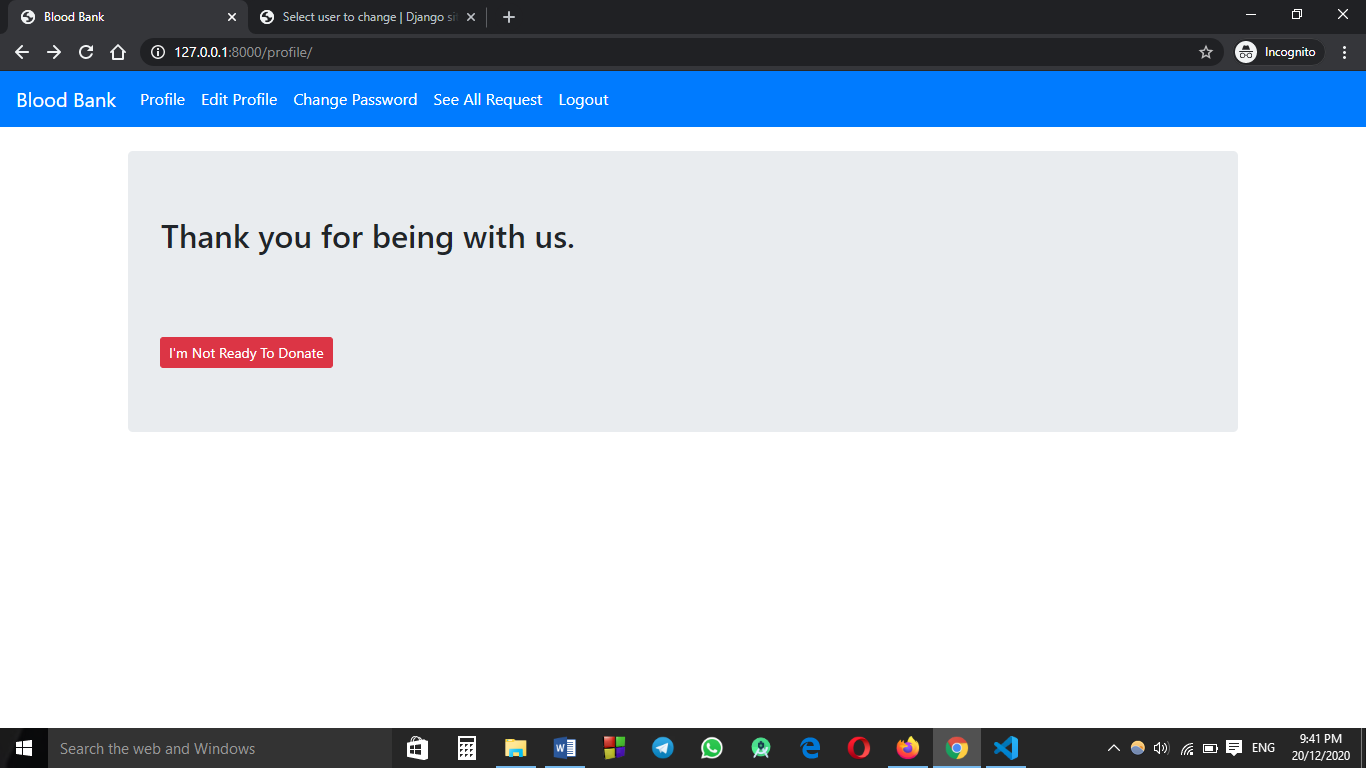 Blood Bank
Select user to change | Django si
127.0.0.1:8000/profile/
Incognito
Blood Bank Profile Edit Profile Change Password See All Request Logout
Thank you for being with us.
I'm Not Ready To Donate
Search the web and Windows
ENG
9:41 PM
20/12/2020